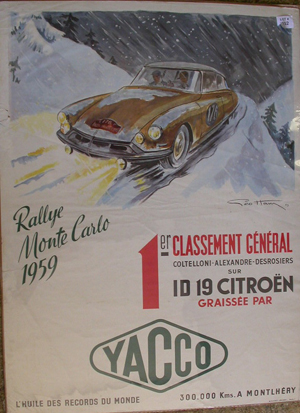 Rallye
Monte Carlo
1959
1er CLASSEMENT GÉNÉRAL
COLTELLONI-ALEXANDRE-DESROSIERS
SUR
ID 19 CITROËN
GRAISSÉE PAR
YACCO
L'HUILE DES RECORDS DU MONDE
300.000 Kms. A MONTLHÉRY